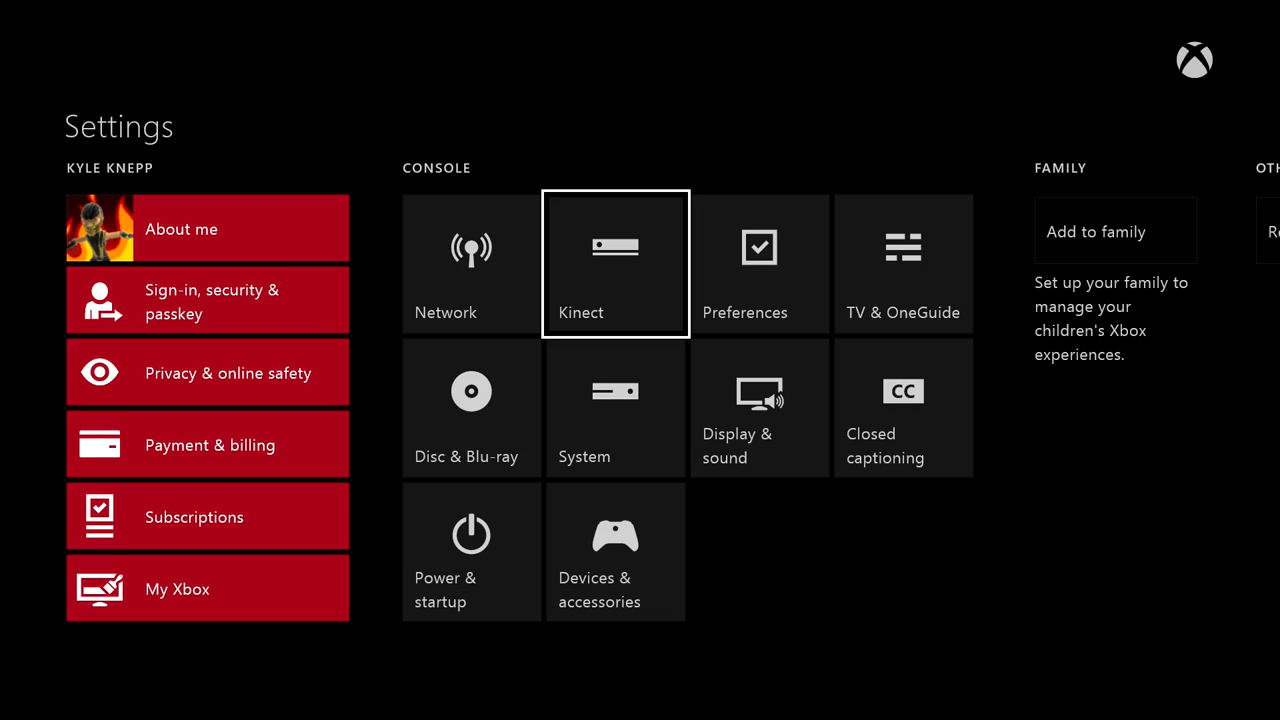 Settings
KYLE KNEPP
About me
Sign-in, security &
passkey
Privacy & online safety
Payment & billing
Subscriptions
My Xbox
CONSOLE
Network
Kinect
Preferences
TV & OneGuide
Disc & Blu-ray
System
Display &
sound
Closed
captioning
CC
Power &
startup
Devices &
accessories
FAMILY
Add to family
Set up your family to
manage your
children's Xbox
experiences.